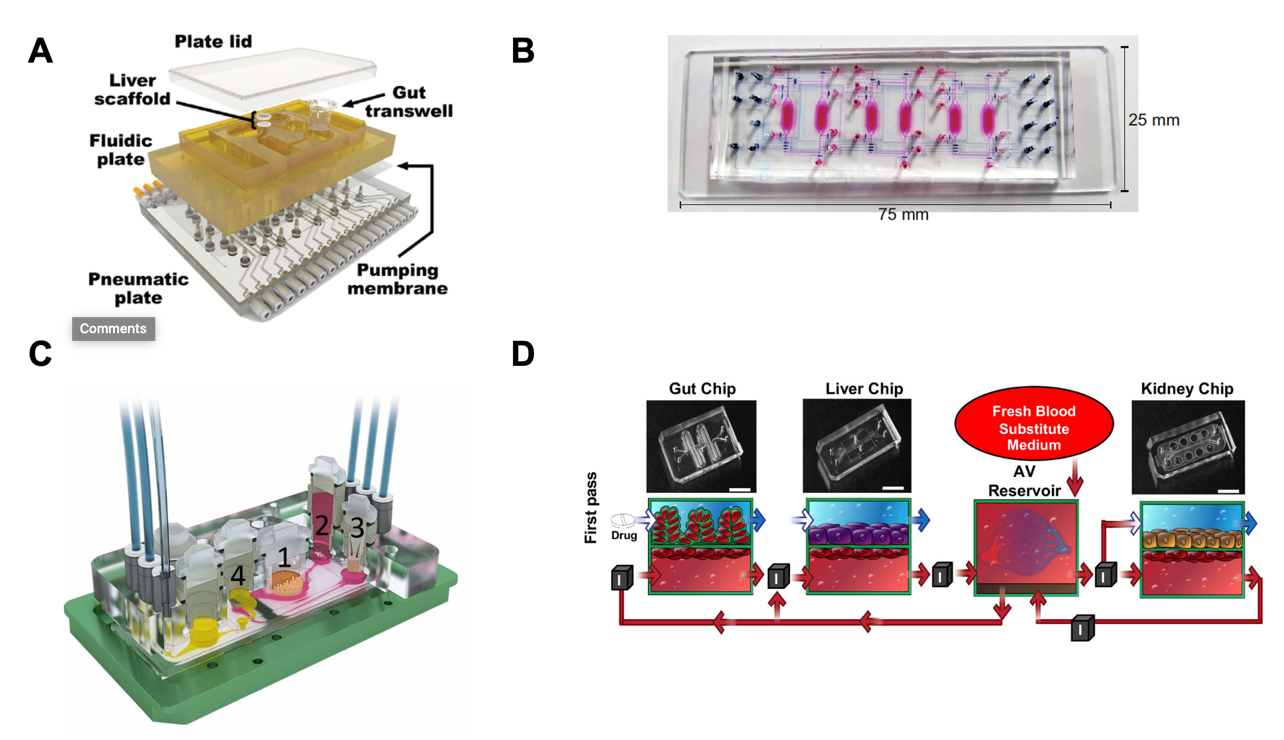 A
Plate lid
Liver
scaffold
Gut
transwell
Fluidic
plate
Pneumatic
plate
Pumping
membrane
Comments
B
25 mm
75 mm
C
1
2
3
4
D
Gut Chip
Liver Chip
Fresh Blood
Substitute
Medium
Kidney Chip
AV
Reservoir
First pass
Drug
I
I
I
I
I